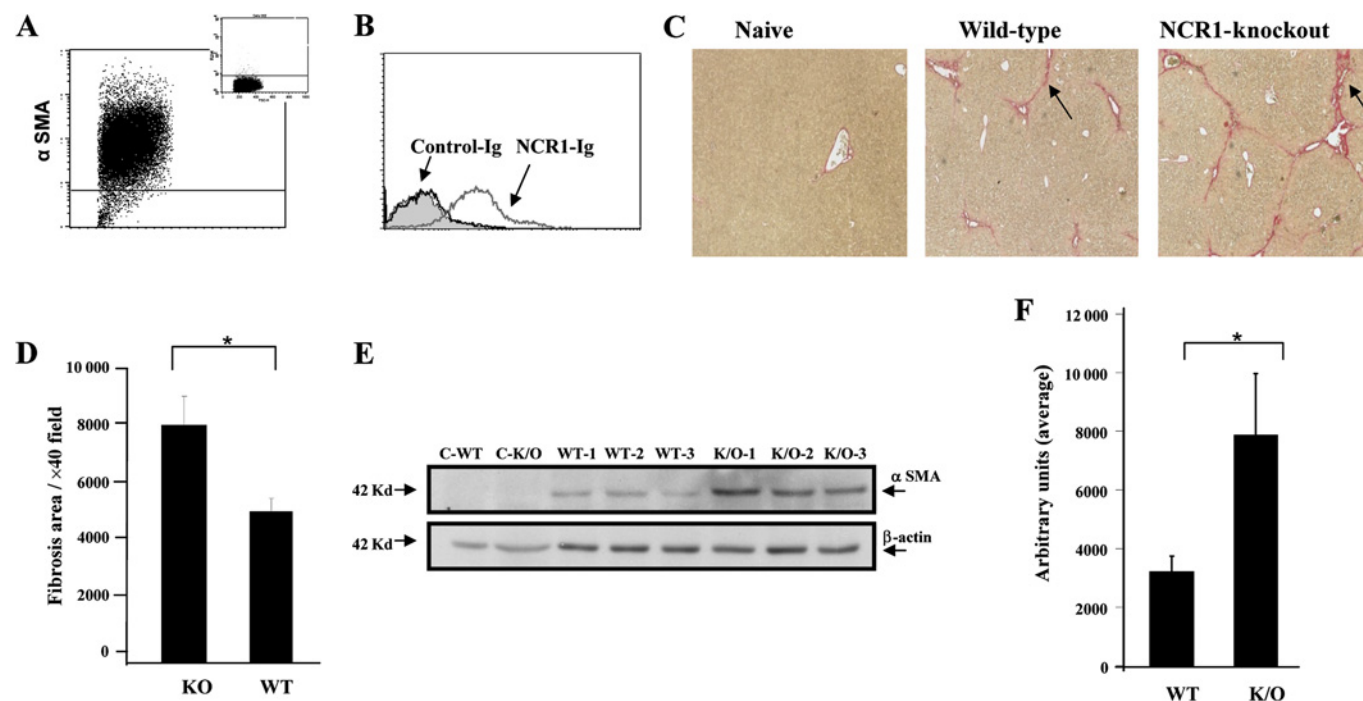 A
α SMA
B
Control-Ig
NCR1-Ig
C
Naive
Wild-type
NCR1-knockout
D
*
10 000
8000
6000
4000
2000
0
Fibrosis area / ×40 field
KO
WT
E
C-WT C-K/O WT-1 WT-2 WT-3 K/O-1 K/O-2 K/O-3
42 Kd
α SMA
42 Kd
β-actin
F
*
12 000
10 000
8000
6000
4000
2000
0
Arbitrary units (average)
WT
K/O